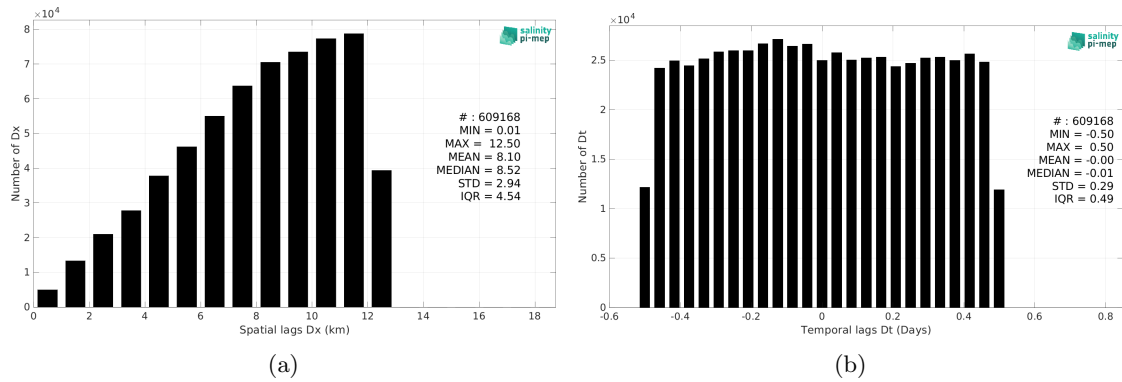 ×10⁴
8
7
6
5
4
3
2
1
0
Number of Dx
0 2 4 6 8 10 12 14 16 18
Spatial lags Dx (km)
salinity
pi-mep
# : 609168
MIN = 0.01
MAX = 12.50
MEAN = 8.10
MEDIAN = 8.52
STD = 2.94
IQR = 4.54
(a)
×10⁴
2.5
2
1.5
1
0.5
0
Number of Dt
-0.6 -0.4 -0.2 0 0.2 0.4 0.6 0.8
Temporal lags Dt (Days)
salinity
pi-mep
# : 609168
MIN = -0.50
MAX = 0.50
MEAN = -0.00
MEDIAN = -0.01
STD = 0.29
IQR = 0.49
(b)